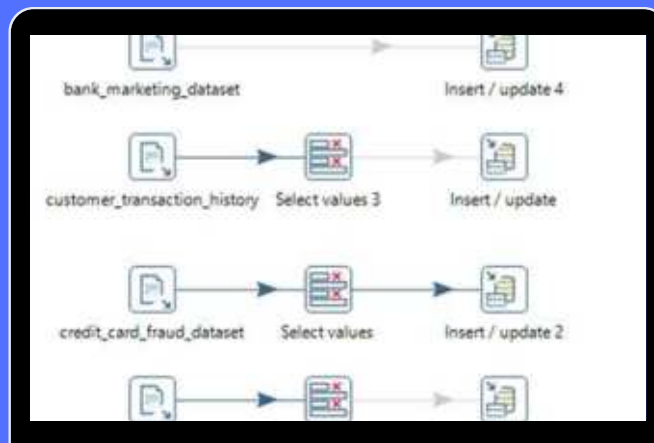 bank_marketing_dataset Insert / update 4
customer_transaction_history Select values 3 Insert / update
credit_card_fraud_dataset Select values Insert / update 2